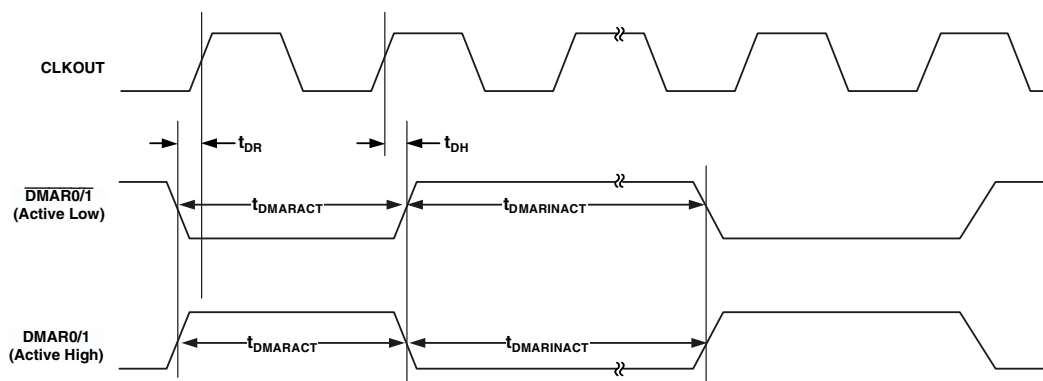 CLKOUT
tDR
tDH
DMAR0/1
(Active Low)
tDMARACT
tDMARINACT
DMAR0/1
(Active High)
tDMARACT
tDMARINACT